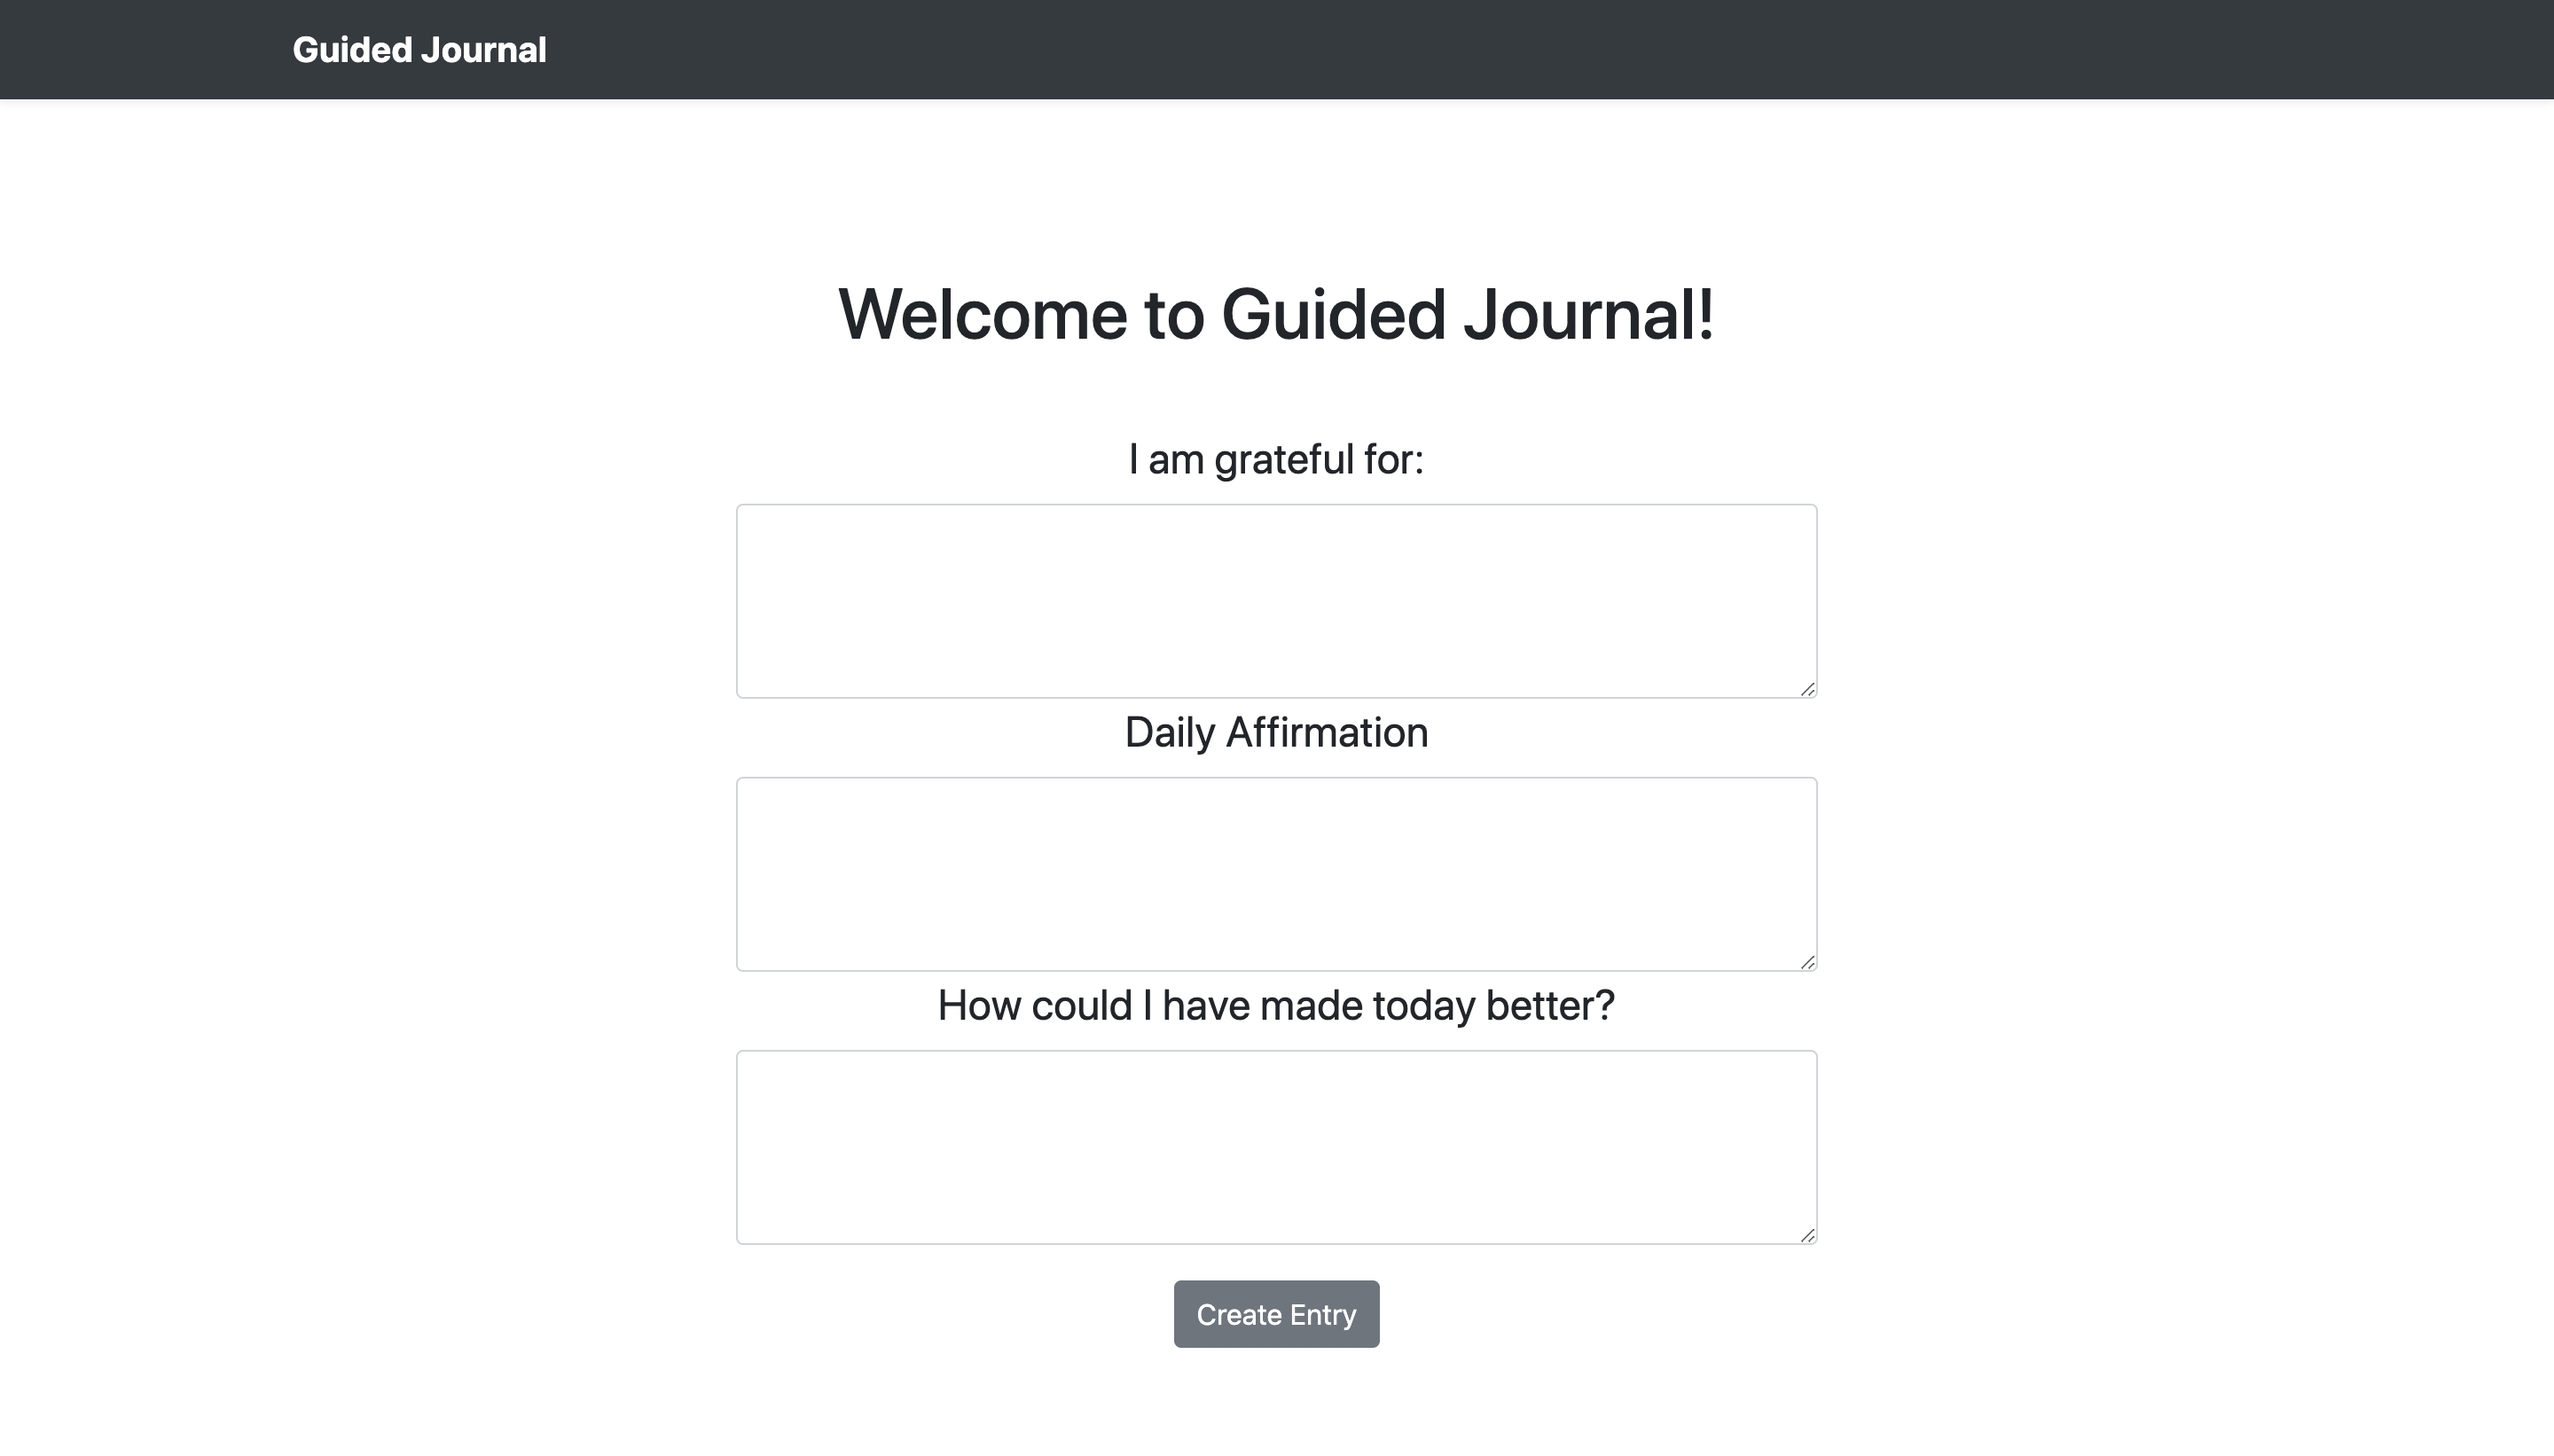 Guided Journal
Welcome to Guided Journal!
I am grateful for:
Daily Affirmation
How could I have made today better?
Create Entry